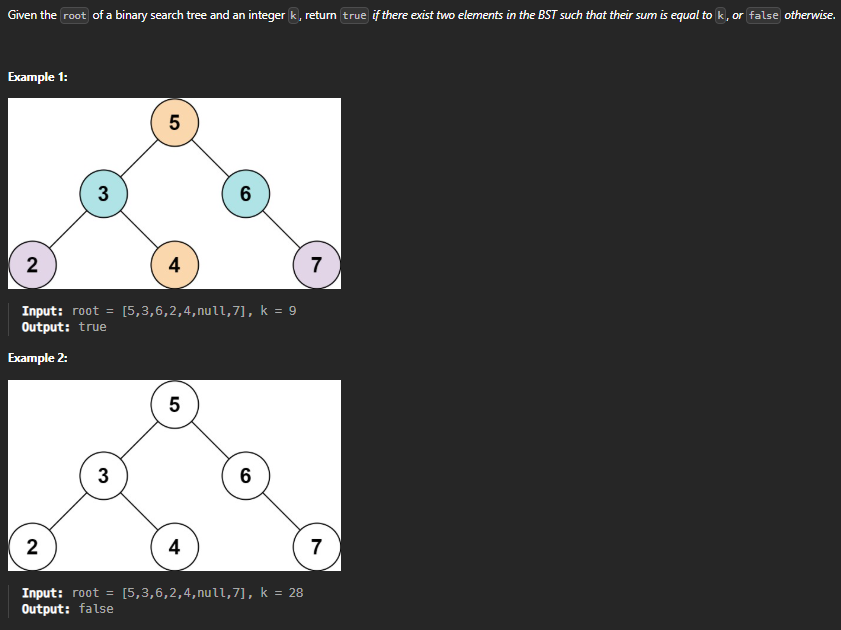 Given the root of a binary search tree and an integer k, return true if there exist two elements in the BST such that their sum is equal to k, or false otherwise.
Example 1:
5
3 6
2 4 7
Input: root = [5,3,6,2,4,null,7], k = 9
Output: true
Example 2:
5
3 6
2 4 7
Input: root = [5,3,6,2,4,null,7], k = 28
Output: false